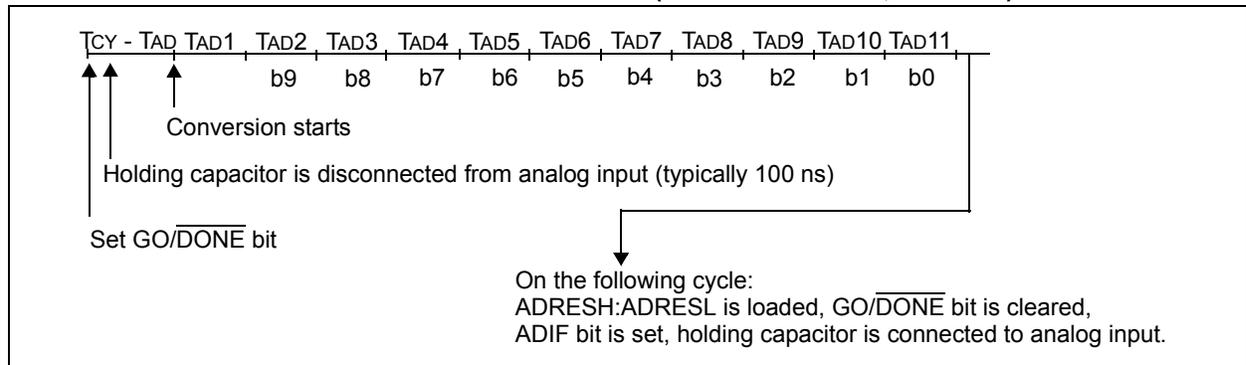 TCY - TAD TAD1 TAD2 TAD3 TAD4 TAD5 TAD6 TAD7 TAD8 TAD9 TAD10 TAD11
b9 b8 b7 b6 b5 b4 b3 b2 b1 b0
Conversion starts
Holding capacitor is disconnected from analog input (typically 100 ns)
Set GO/DONE bit
On the following cycle:
ADRESH:ADRESL is loaded, GO/DONE bit is cleared,
ADIF bit is set, holding capacitor is connected to analog input.